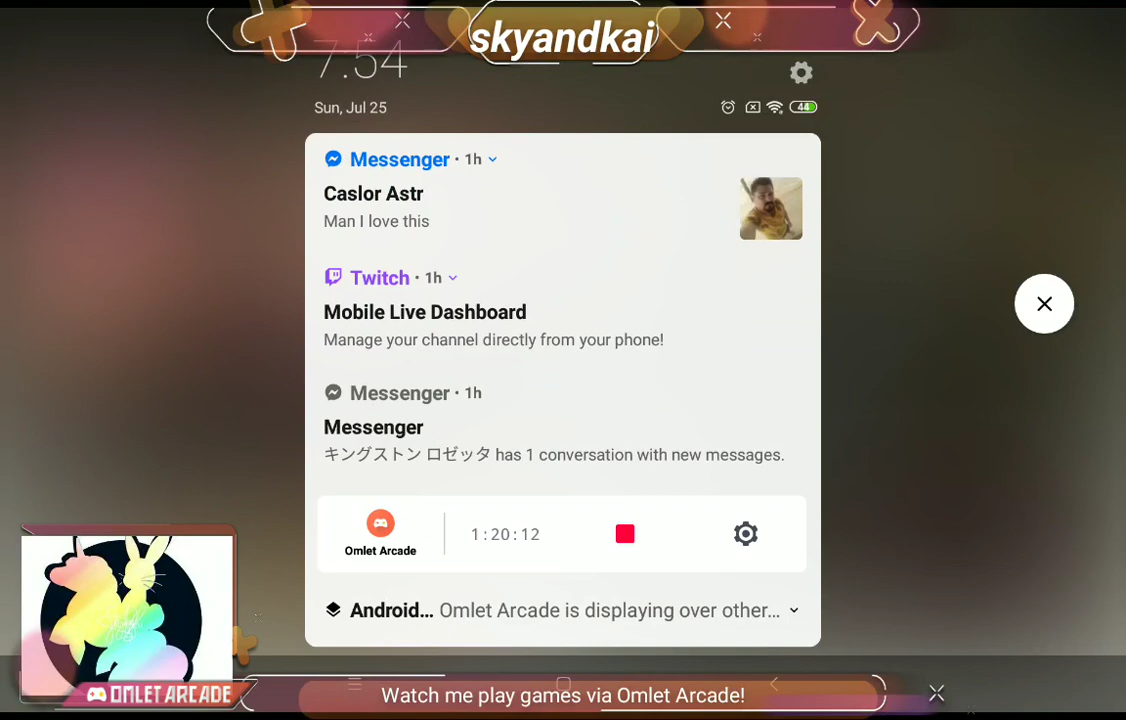 skyandkai
7.54
Sun, Jul 25
44
Messenger · 1h
Caslor Astr
Man I love this
Twitch · 1h
Mobile Live Dashboard
Manage your channel directly from your phone!
Messenger · 1h
Messenger
キングストン ロゼッタ has 1 conversation with new messages.
Omlet Arcade
1:20:12
Android... Omlet Arcade is displaying over other...
OMLET ARCADE
Watch me play games via Omlet Arcade!